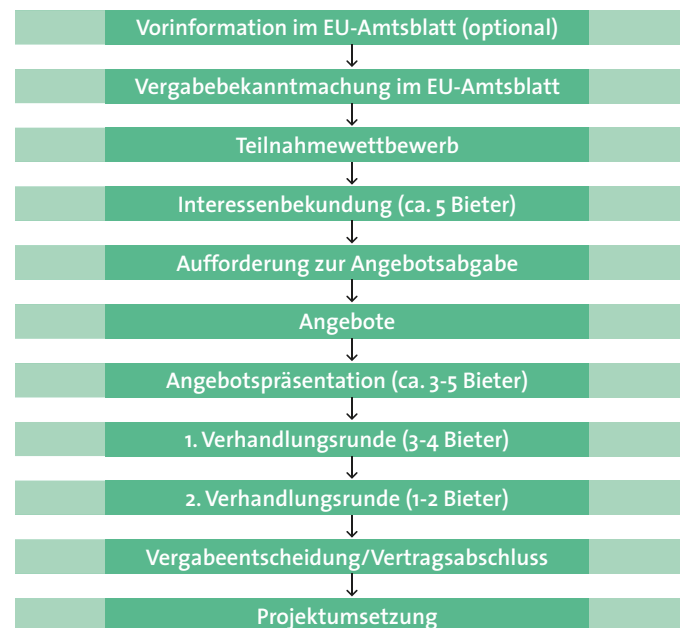 Vorinformation im EU-Amtsblatt (optional)
Vergabebekanntmachung im EU-Amtsblatt
Teilnahmewettbewerb
Interessenbekundung (ca. 5 Bieter)
Aufforderung zur Angebotsabgabe
Angebote
Angebotspräsentation (ca. 3-5 Bieter)
1. Verhandlungsrunde (3-4 Bieter)
2. Verhandlungsrunde (1-2 Bieter)
Vergabeentscheidung/Vertragsabschluss
Projektumsetzung